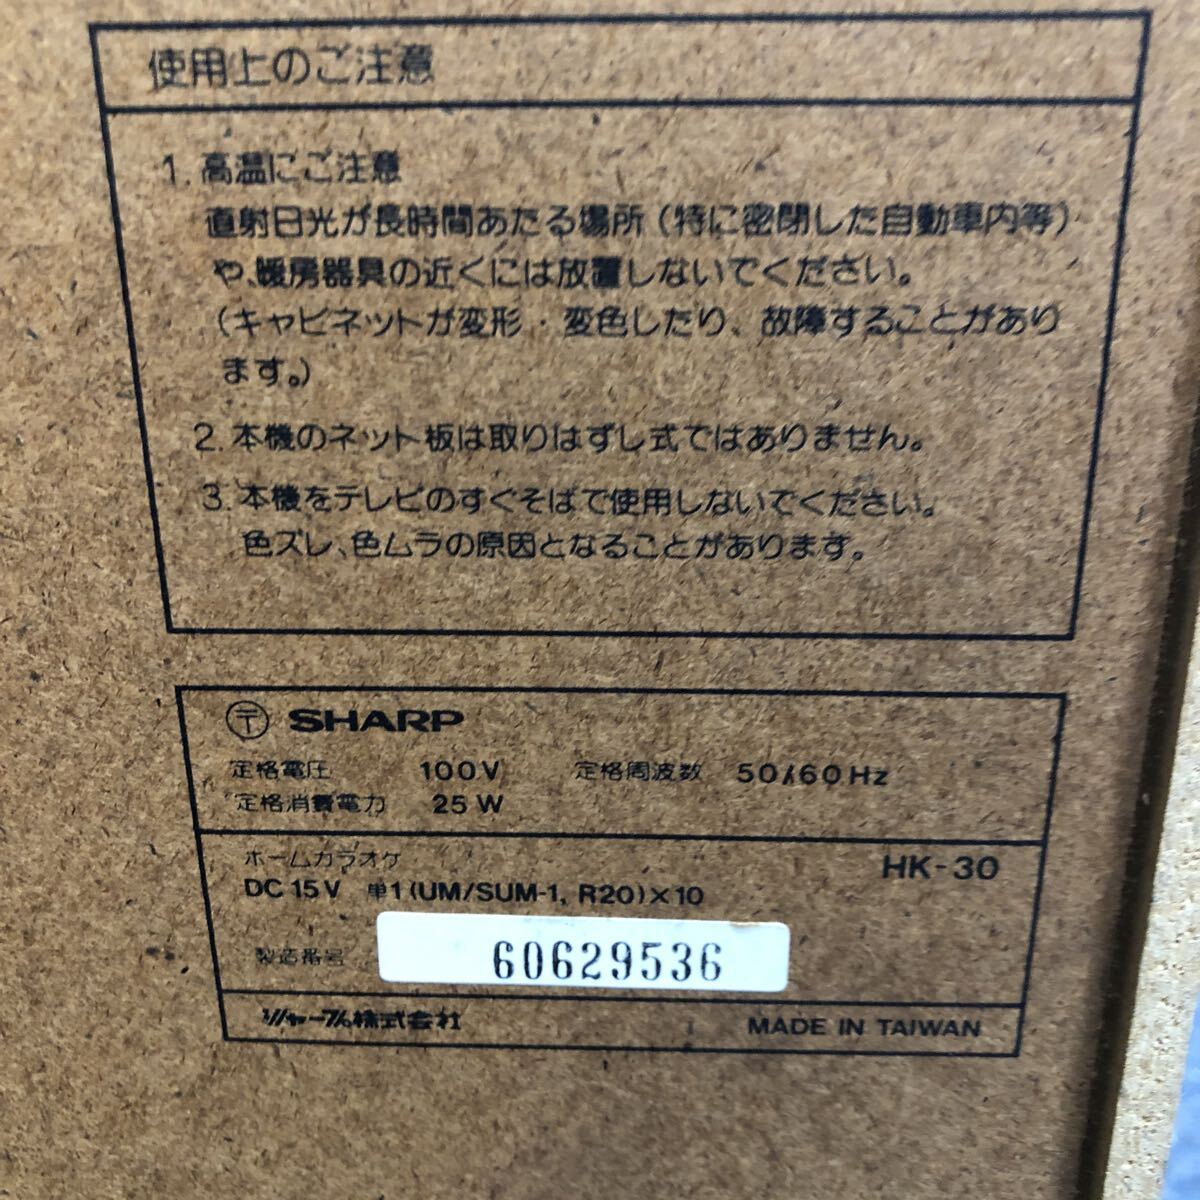 使用上のご注意
1. 高温にご注意
直射日光が長時間あたる場所(特に密閉した自動車内等)
や、暖房器具の近くには放置しないでください。
(キャビネットが変形・変色したり、故障することがあり
ます。)
2. 本機のネット板は取りはずし式ではありません。
3. 本機をテレビのすぐそばで使用しないでください。
色ズレ、色ムラの原因となることがあります。
〒 SHARP
定格電圧 100V 定格周波数 50/60Hz
定格消費電力 25W
ホームカラオケ HK-30
DC 15V 単1(UM/SUM-1, R20)×10
製造番号 60629536
シャープ株式会社 MADE IN TAIWAN